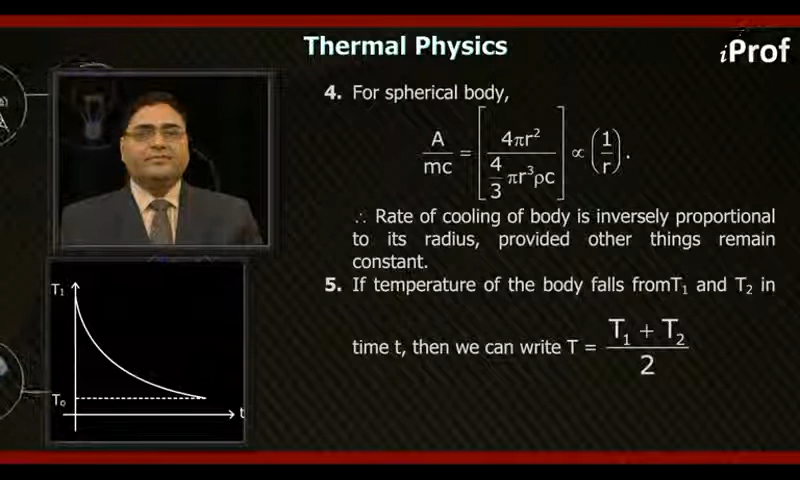 Thermal Physics
iProf
4. For spherical body,
A/mc = [4πr²/(4/3 πr³ρc)] ∝ (1/r).
∴ Rate of cooling of body is inversely proportional
to its radius, provided other things remain
constant.
5. If temperature of the body falls fromT₁ and T₂ in
time t, then we can write T = (T₁ + T₂)/2
T₁
T₀
t